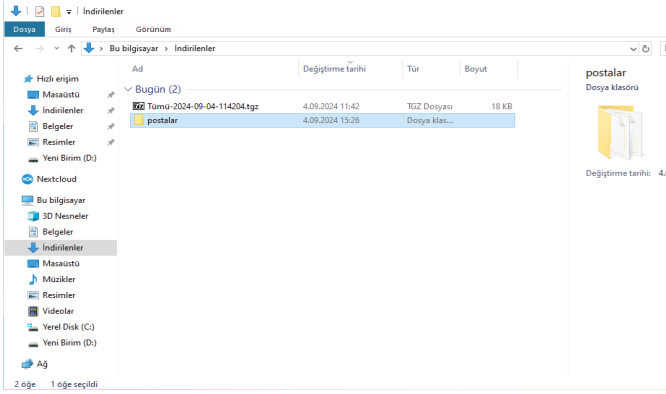 İndirilenler
Dosya Giriş Paylaş Görünüm
Bu bilgisayar › İndirilenler
Hızlı erişim
Masaüstü
İndirilenler
Belgeler
Resimler
Yeni Birim (D:)
Nextcloud
Bu bilgisayar
3D Nesneler
Belgeler
İndirilenler
Masaüstü
Müzikler
Resimler
Videolar
Yerel Disk (C:)
Yeni Birim (D:)
Ağ
Ad Değiştirme tarihi Tür Boyut
Bugün (2)
Tümü-2024-09-04-114204.tgz 4.09.2024 11:42 TGZ Dosyası 18 KB
postalar 4.09.2024 15:26 Dosya klas...
postalar
Dosya klasörü
Değiştirme tarihi:
2 öğe 1 öğe seçildi